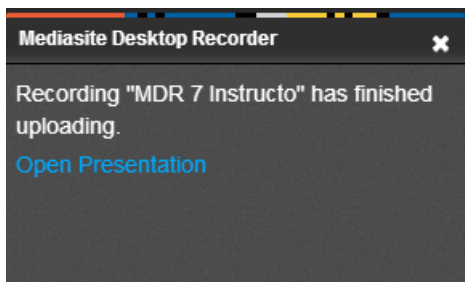 Mediasite Desktop Recorder
Recording "MDR 7 Instructo" has finished
uploading.
Open Presentation